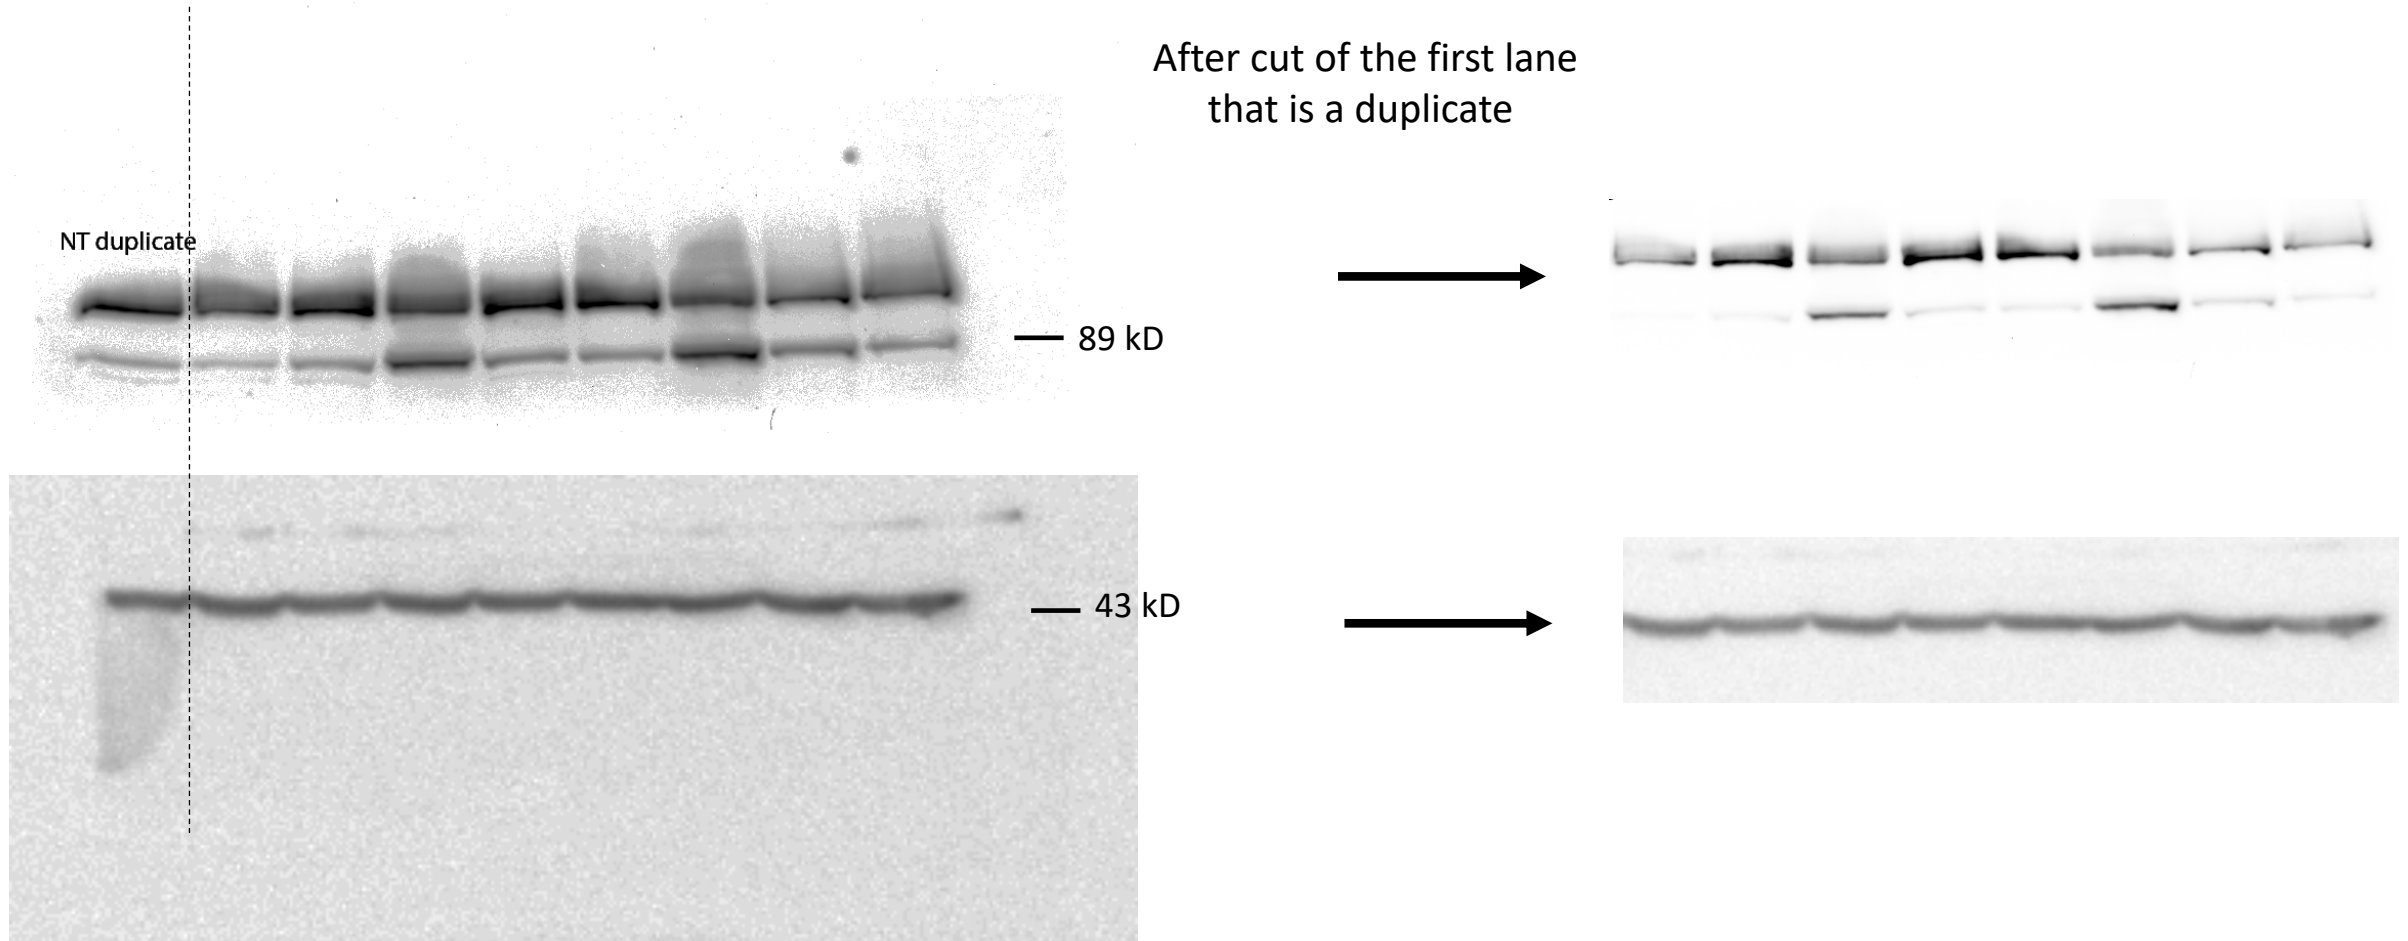 After cut of the first lane
that is a duplicate
NT duplicate
89 kD
43 kD